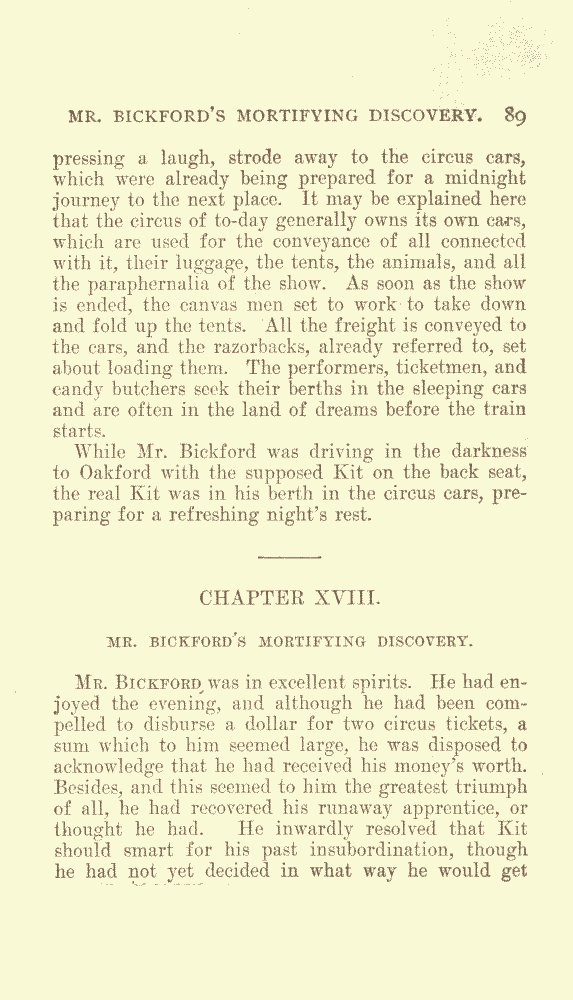 MR. BICKFORD'S MORTIFYING DISCOVERY. 89
pressing a laugh, strode away to the circus cars,
which were already being prepared for a midnight
journey to the next place. It may be explained here
that the circus of to-day generally owns its own cars,
which are used for the conveyance of all connected
with it, their luggage, the tents, the animals, and all
the paraphernalia of the show. As soon as the show
is ended, the canvas men set to work to take down
and fold up the tents. All the freight is conveyed to
the cars, and the razorbacks, already referred to, set
about loading them. The performers, ticketmen, and
candy butchers seek their berths in the sleeping cars
and are often in the land of dreams before the train
starts.
While Mr. Bickford was driving in the darkness
to Oakford with the supposed Kit on the back seat,
the real Kit was in his berth in the circus cars, pre-
paring for a refreshing night's rest.
CHAPTER XVIII.
MR. BICKFORD'S MORTIFYING DISCOVERY.
MR. BICKFORD was in excellent spirits. He had en-
joyed the evening, and although he had been com-
pelled to disburse a dollar for two circus tickets, a
sum which to him seemed large, he was disposed to
acknowledge that he had received his money's worth.
Besides, and this seemed to him the greatest triumph
of all, he had recovered his runaway apprentice, or
thought he had. He inwardly resolved that Kit
should smart for his past insubordination, though
he had not yet decided in what way he would get